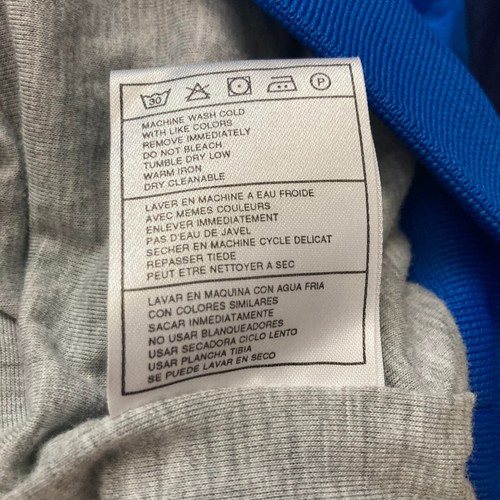 30 P
MACHINE WASH COLD
WITH LIKE COLORS
REMOVE IMMEDIATELY
DO NOT BLEACH
TUMBLE DRY LOW
WARM IRON
DRY CLEANABLE
LAVER EN MACHINE A EAU FROIDE
AVEC MEMES COULEURS
ENLEVER IMMEDIATEMENT
PAS D'EAU DE JAVEL
SECHER EN MACHINE CYCLE DELICAT
REPASSER TIEDE
PEUT ETRE NETTOYER A SEC
LAVAR EN MAQUINA CON AGUA FRIA
CON COLORES SIMILARES
SACAR INMEDIATAMENTE
NO USAR BLANQUEADORES
USAR SECADORA CICLO LENTO
USAR PLANCHA TIBIA
SE PUEDE LAVAR EN SECO